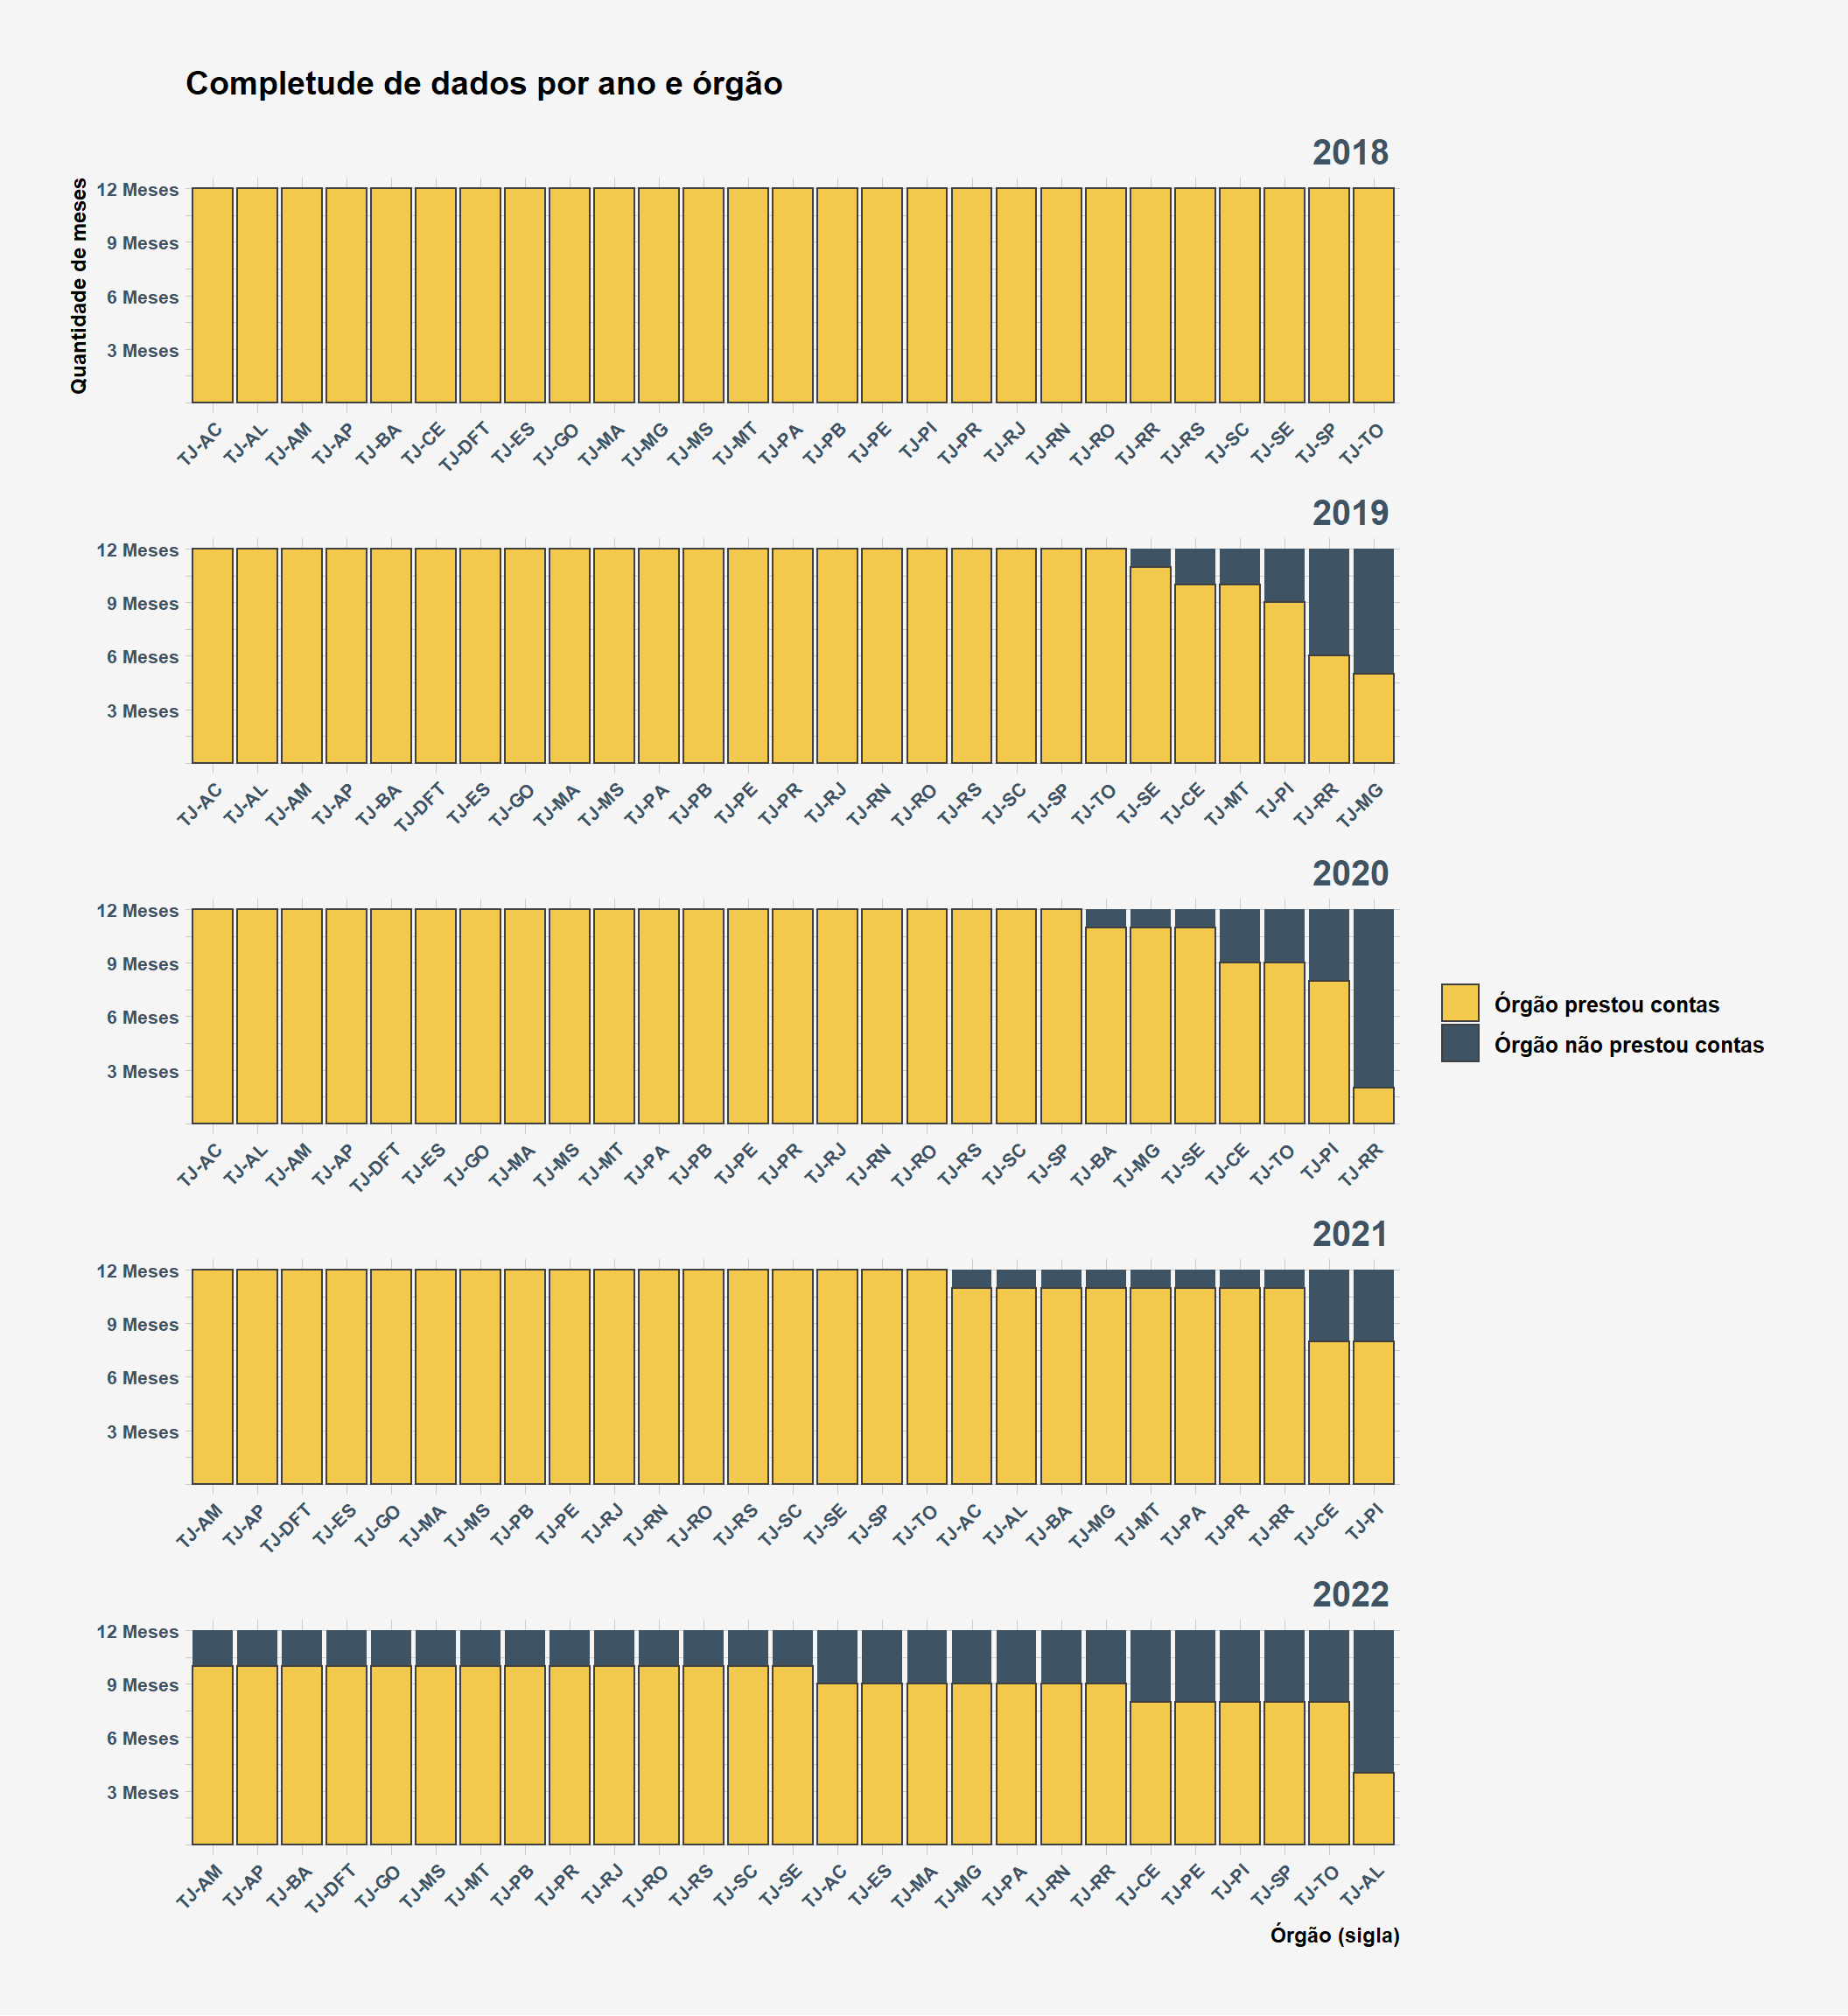 Completude de dados por ano e órgão
2018
Quantidade de meses
12 Meses
9 Meses
6 Meses
3 Meses
TJ-AC TJ-AL TJ-AM TJ-AP TJ-BA TJ-CE TJ-DFT TJ-ES TJ-GO TJ-MA TJ-MG TJ-MS TJ-MT TJ-PA TJ-PB TJ-PE TJ-PI TJ-PR TJ-RJ TJ-RN TJ-RO TJ-RR TJ-RS TJ-SC TJ-SE TJ-SP TJ-TO
2019
12 Meses
9 Meses
6 Meses
3 Meses
TJ-AC TJ-AL TJ-AM TJ-AP TJ-BA TJ-DFT TJ-ES TJ-GO TJ-MA TJ-MS TJ-PA TJ-PB TJ-PE TJ-PR TJ-RJ TJ-RN TJ-RO TJ-RS TJ-SC TJ-SP TJ-TO TJ-SE TJ-CE TJ-MT TJ-PI TJ-RR TJ-MG
2020
12 Meses
9 Meses
6 Meses
3 Meses
TJ-AC TJ-AL TJ-AM TJ-AP TJ-DFT TJ-ES TJ-GO TJ-MA TJ-MS TJ-MT TJ-PA TJ-PB TJ-PE TJ-PR TJ-RJ TJ-RN TJ-RO TJ-RS TJ-SC TJ-SP TJ-BA TJ-MG TJ-SE TJ-CE TJ-TO TJ-PI TJ-RR
Órgão prestou contas
Órgão não prestou contas
2021
12 Meses
9 Meses
6 Meses
3 Meses
TJ-AM TJ-AP TJ-DFT TJ-ES TJ-GO TJ-MA TJ-MS TJ-PB TJ-PE TJ-RJ TJ-RN TJ-RO TJ-RS TJ-SC TJ-SE TJ-SP TJ-TO TJ-AC TJ-AL TJ-BA TJ-MG TJ-MT TJ-PA TJ-PR TJ-RR TJ-CE TJ-PI
2022
12 Meses
9 Meses
6 Meses
3 Meses
TJ-AM TJ-AP TJ-BA TJ-DFT TJ-GO TJ-MS TJ-MT TJ-PB TJ-PR TJ-RJ TJ-RO TJ-RS TJ-SC TJ-SE TJ-AC TJ-ES TJ-MA TJ-MG TJ-PA TJ-RN TJ-RR TJ-CE TJ-PE TJ-PI TJ-SP TJ-TO TJ-AL
Órgão (sigla)